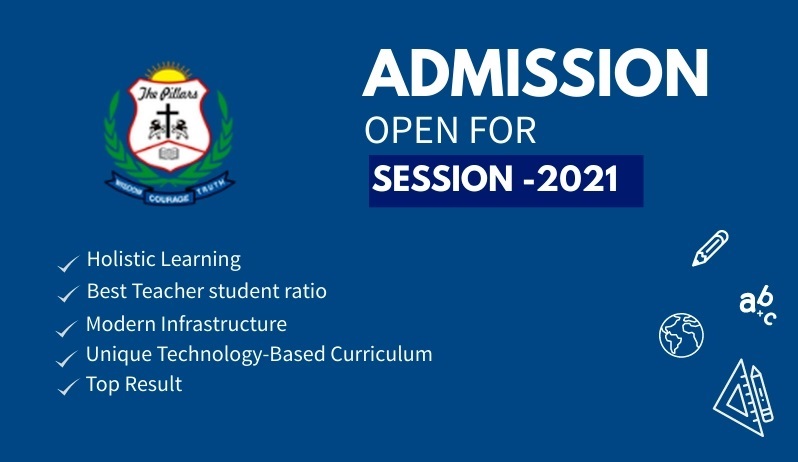 The Pillars
WISDOM COURAGE TRUTH
ADMISSION
OPEN FOR
SESSION -2021
Holistic Learning
Best Teacher student ratio
Modern Infrastructure
Unique Technology-Based Curriculum
Top Result
ab
+c